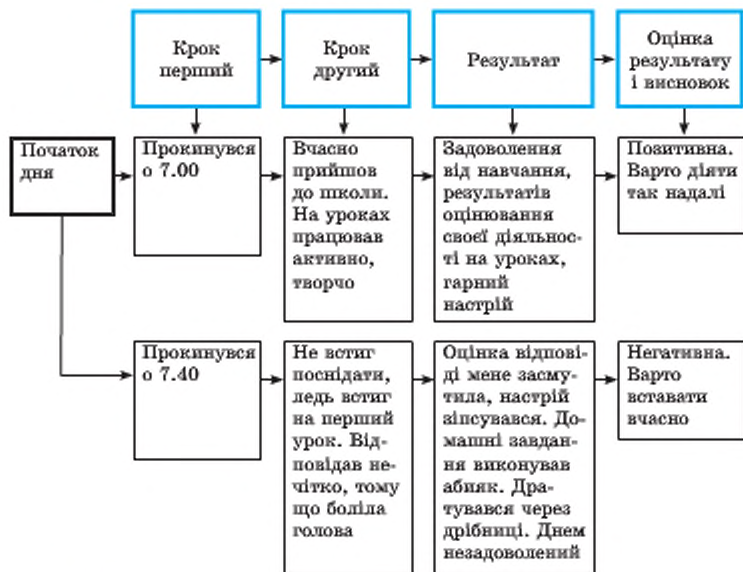 Крок
перший
Крок
другий
Результат
Оцінка
результату
і висновок
Початок
дня
Прокинувся
о 7.00
Вчасно
прийшов
до школи.
На уроках
працював
активно,
творчо
Задоволення
від навчання,
результатів
оцінювання
своєї діяльнос-
ті на уроках,
гарний
настрій
Позитивна.
Варто діяти
так надалі
Прокинувся
о 7.40
Не встиг
поснідати,
ледь встиг
на перший
урок. Від-
повідав не-
чітко, тому
що боліла
голова
Оцінка відпові-
ді мене засму-
тила, настрій
зіпсувався. До-
машні завдан-
ня виконував
абияк. Дра-
тувався через
дрібниці. Днем
незадоволений
Негативна.
Варто
вставати
вчасно